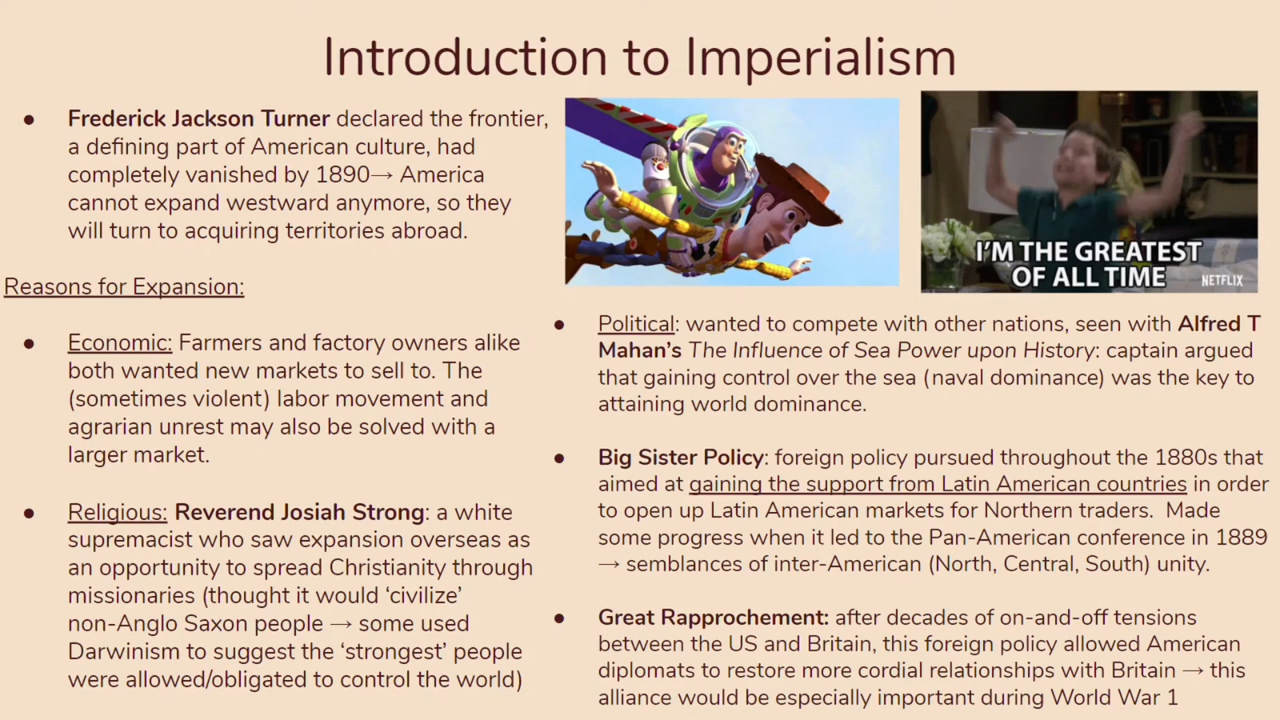 Introduction to Imperialism
● Frederick Jackson Turner declared the frontier,
a defining part of American culture, had
completely vanished by 1890→ America
cannot expand westward anymore, so they
will turn to acquiring territories abroad.
Reasons for Expansion:
● Economic: Farmers and factory owners alike
both wanted new markets to sell to. The
(sometimes violent) labor movement and
agrarian unrest may also be solved with a
larger market.
● Religious: Reverend Josiah Strong: a white
supremacist who saw expansion overseas as
an opportunity to spread Christianity through
missionaries (thought it would ‘civilize’
non-Anglo Saxon people → some used
Darwinism to suggest the ‘strongest’ people
were allowed/obligated to control the world)
I'M THE GREATEST
OF ALL TIME
NETFLIX
● Political: wanted to compete with other nations, seen with Alfred T
Mahan’s The Influence of Sea Power upon History: captain argued
that gaining control over the sea (naval dominance) was the key to
attaining world dominance.
● Big Sister Policy: foreign policy pursued throughout the 1880s that
aimed at gaining the support from Latin American countries in order
to open up Latin American markets for Northern traders.  Made
some progress when it led to the Pan-American conference in 1889
→ semblances of inter-American (North, Central, South) unity.
● Great Rapprochement: after decades of on-and-off tensions
between the US and Britain, this foreign policy allowed American
diplomats to restore more cordial relationships with Britain → this
alliance would be especially important during World War 1